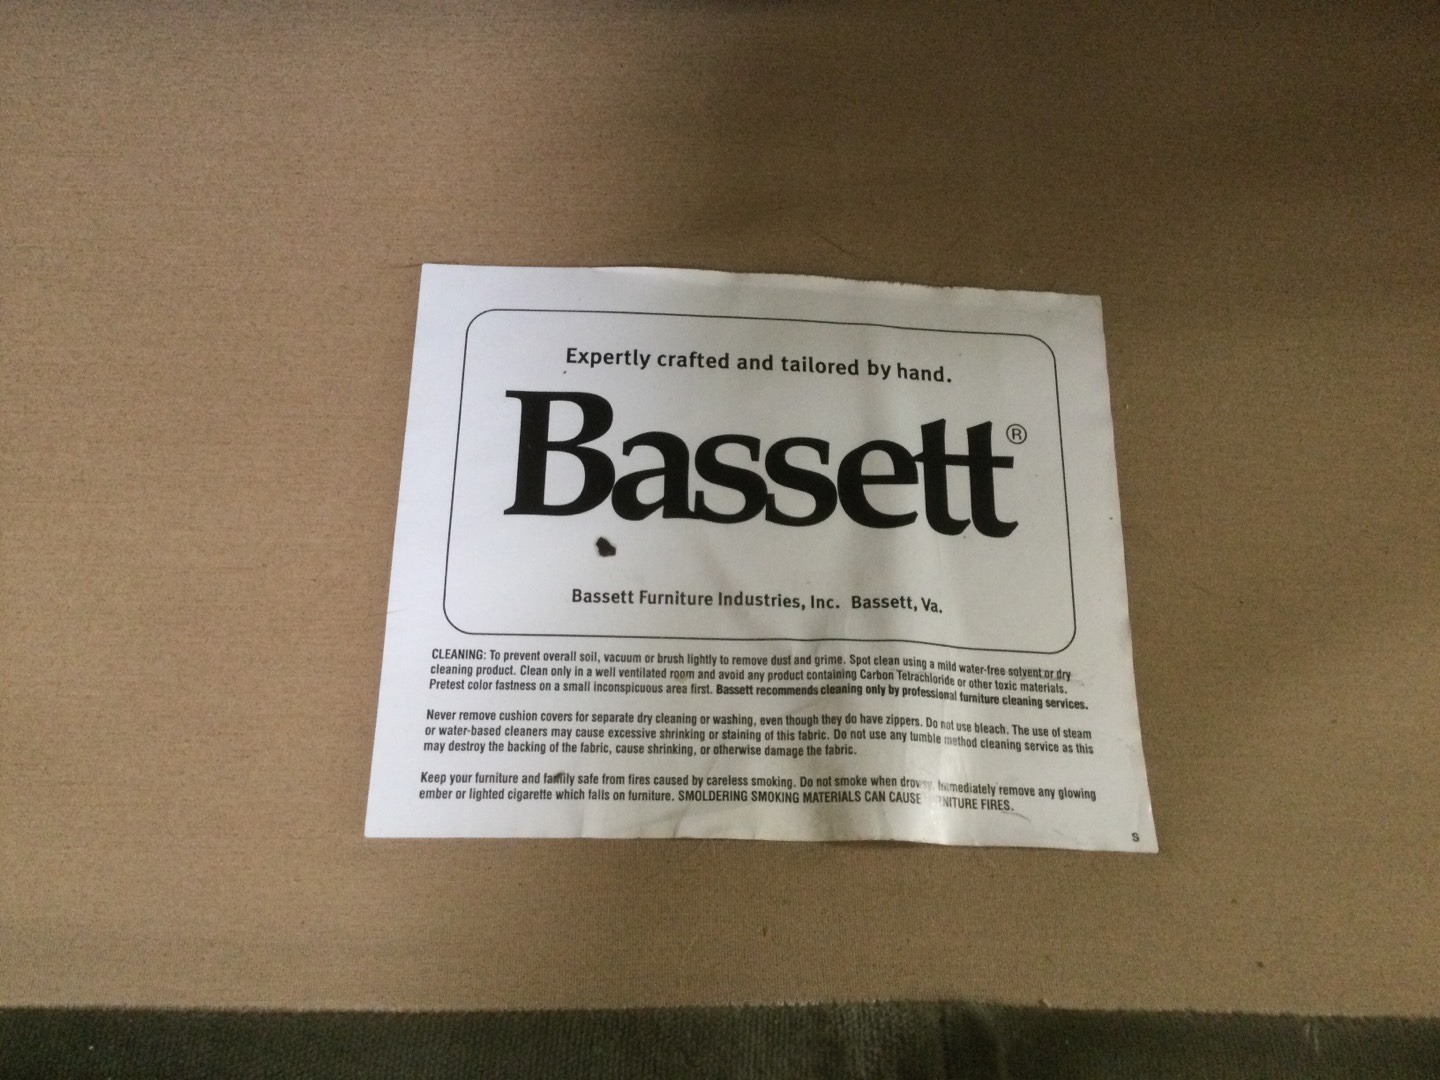 Expertly crafted and tailored by hand.
Bassett®
Bassett Furniture Industries, Inc. Bassett, Va.
CLEANING: To prevent overall soil, vacuum or brush lightly to remove dust and grime. Spot clean using a mild water-free solvent or dry
cleaning product. Clean only in a well ventilated room and avoid any product containing Carbon Tetrachloride or other toxic materials.
Pretest color fastness on a small inconspicuous area first. Bassett recommends cleaning only by professional furniture cleaning services.
Never remove cushion covers for separate dry cleaning or washing, even though they do have zippers. Do not use bleach. The use of steam
or water-based cleaners may cause excessive shrinking or staining of this fabric. Do not use any tumble method cleaning service as this
may destroy the backing of the fabric, cause shrinking, or otherwise damage the fabric.
Keep your furniture and family safe from fires caused by careless smoking. Do not smoke when drowsy. Immediately remove any glowing
ember or lighted cigarette which falls on furniture. SMOLDERING SMOKING MATERIALS CAN CAUSE FIRES.
S